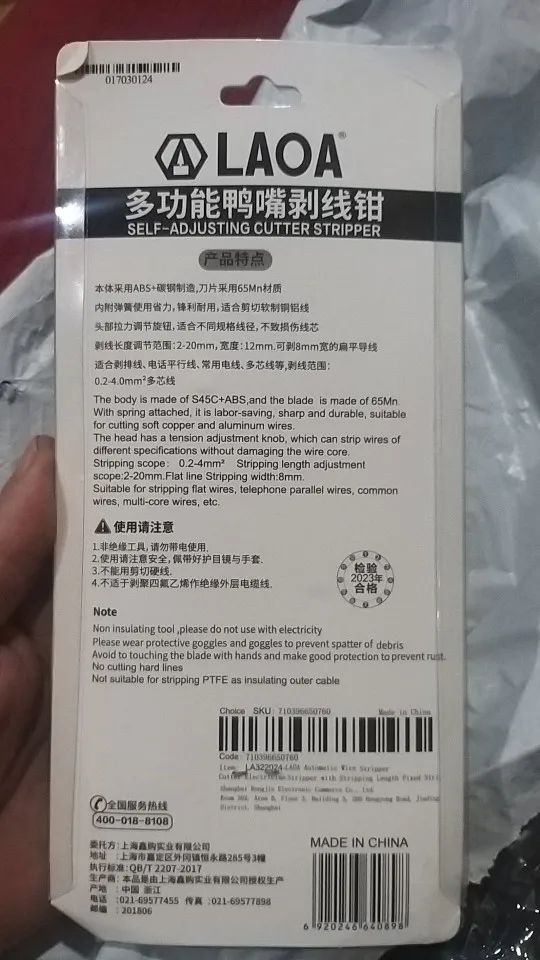 017030124
LAOA®
多功能鸭嘴剥线钳
SELF-ADJUSTING CUTTER STRIPPER
产品特点
本体采用ABS+碳钢制造,刀片采用65Mn材质
内附弹簧使用省力，锋利耐用，适合剪切软制铜铝线
头部拉力调节旋钮，适合不同规格线径，不致损伤线芯
剥线长度调节范围：2-20mm，宽度：12mm.可剥8mm宽的扁平导线
适合剥排线、电话平行线、常用电线、多芯线等,剥线范围：
0.2-4.0mm²多芯线
The body is made of S45C+ABS,and the blade is made of 65Mn.
With spring attached, it is labor-saving, sharp and durable, suitable
for cutting soft copper and aluminum wires.
The head has a tension adjustment knob, which can strip wires of
different specifications without damaging the wire core.
Stripping scope： 0.2-4mm² Stripping length adjustment
scope:2-20mm.Flat line Stripping width:8mm.
Suitable for stripping flat wires, telephone parallel wires, common
wires, multi-core wires, etc.
使用请注意
1.非绝缘工具,请勿带电使用.
2.使用请注意安全,佩带好护目镜与手套.
3.不能用剪切硬线.
4.不适于剥聚四氟乙烯作绝缘外层电缆线.
检验
2023年
合格
Note
Non insulating tool ,please do not use with electricity
Please wear protective goggles and goggles to prevent spatter of debris
Avoid to touching the blade with hands and make good protection to prevent rust.
No cutting hard lines
Not suitable for stripping PTFE as insulating outer cable
Choice SKU: 710396650760 Made in China
Code: 710396650760
Item: LA322024-LAOA Automatic Wire Stripper
Cutter Electrician Stripper with Stripping Length Fixed Stri
Shanghai Rongjin Electronic Commerce Co., Ltd
District, Shanghai
全国服务热线
400-018-8108
委托方：上海鑫购实业有限公司
地址 ：上海市嘉定区外冈镇恒永路285号3幢
执行标准：QB/T 2207-2017
生产商：本品是由上海鑫购实业有限公司授权生产
产地 ：中国 浙江
电话 ：021-69577455 传真 ：021-69577898
邮编 ：201806
MADE IN CHINA
6 920246 640898